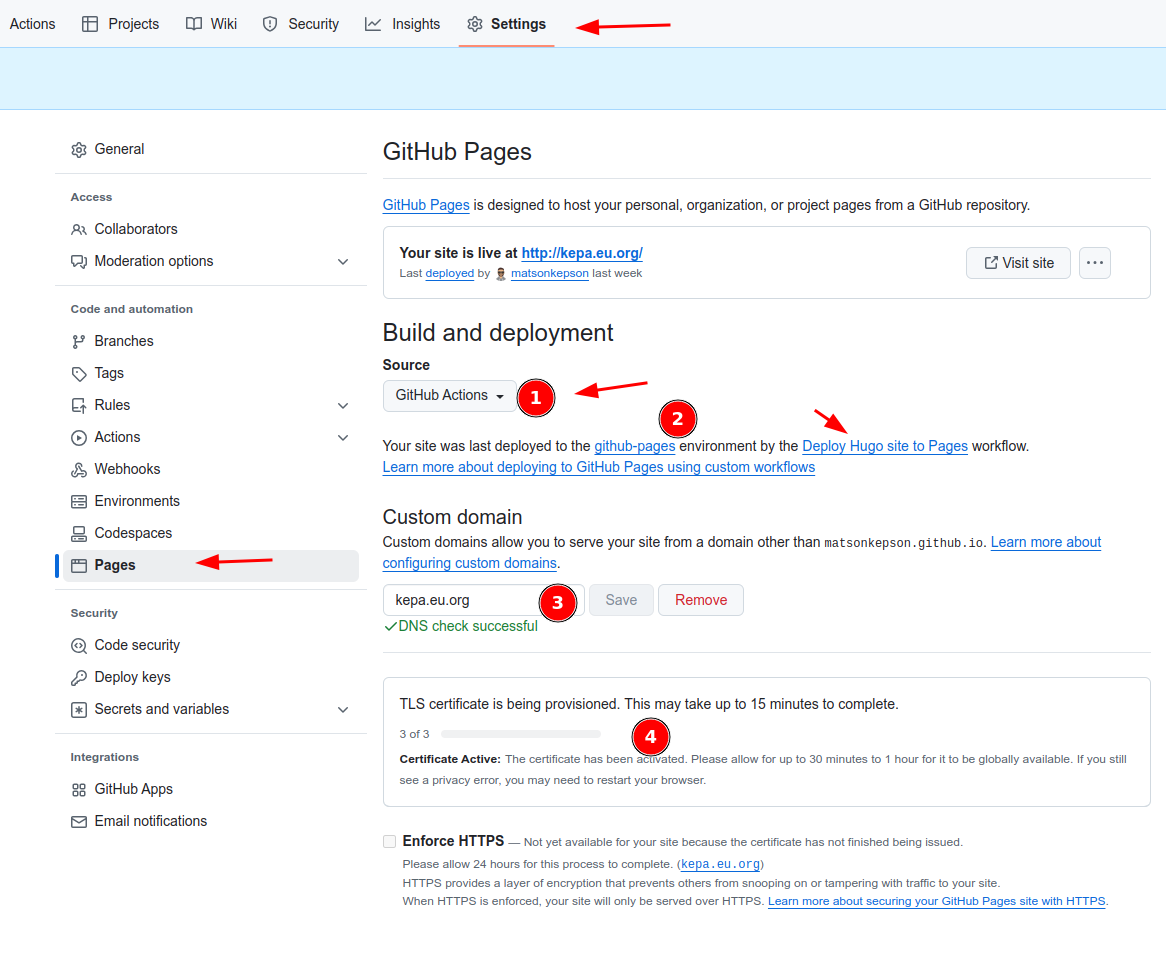 Actions Projects Wiki Security Insights Settings
General
Access
Collaborators
Moderation options
Code and automation
Branches
Tags
Rules
Actions
Webhooks
Environments
Codespaces
Pages
Security
Code security
Deploy keys
Secrets and variables
Integrations
GitHub Apps
Email notifications
GitHub Pages
GitHub Pages is designed to host your personal, organization, or project pages from a GitHub repository.
Your site is live at http://kepa.eu.org/
Last deployed by matsonkepson last week
Visit site
Build and deployment
Source
GitHub Actions
1
2
Your site was last deployed to the github-pages environment by the Deploy Hugo site to Pages workflow.
Learn more about deploying to GitHub Pages using custom workflows
Custom domain
Custom domains allow you to serve your site from a domain other than matsonkepson.github.io. Learn more about
configuring custom domains.
kepa.eu.org 3 Save Remove
DNS check successful
TLS certificate is being provisioned. This may take up to 15 minutes to complete.
3 of 3
4
Certificate Active: The certificate has been activated. Please allow for up to 30 minutes to 1 hour for it to be globally available. If you still
see a privacy error, you may need to restart your browser.
Enforce HTTPS — Not yet available for your site because the certificate has not finished being issued.
Please allow 24 hours for this process to complete. (kepa.eu.org)
HTTPS provides a layer of encryption that prevents others from snooping on or tampering with traffic to your site.
When HTTPS is enforced, your site will only be served over HTTPS. Learn more about securing your GitHub Pages site with HTTPS.